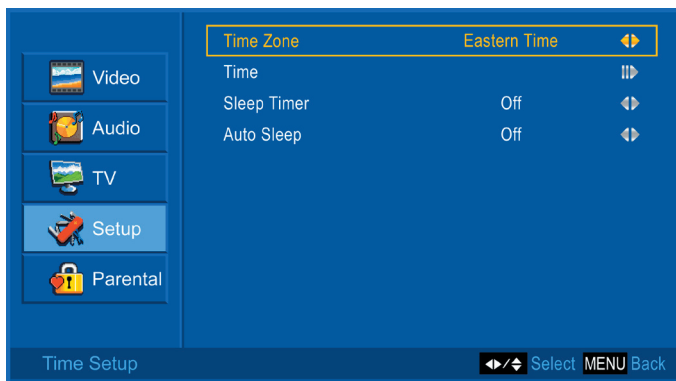 Video
Audio
TV
Setup
Parental
Time Zone Eastern Time
Time
Sleep Timer Off
Auto Sleep Off
Time Setup
Select MENU Back